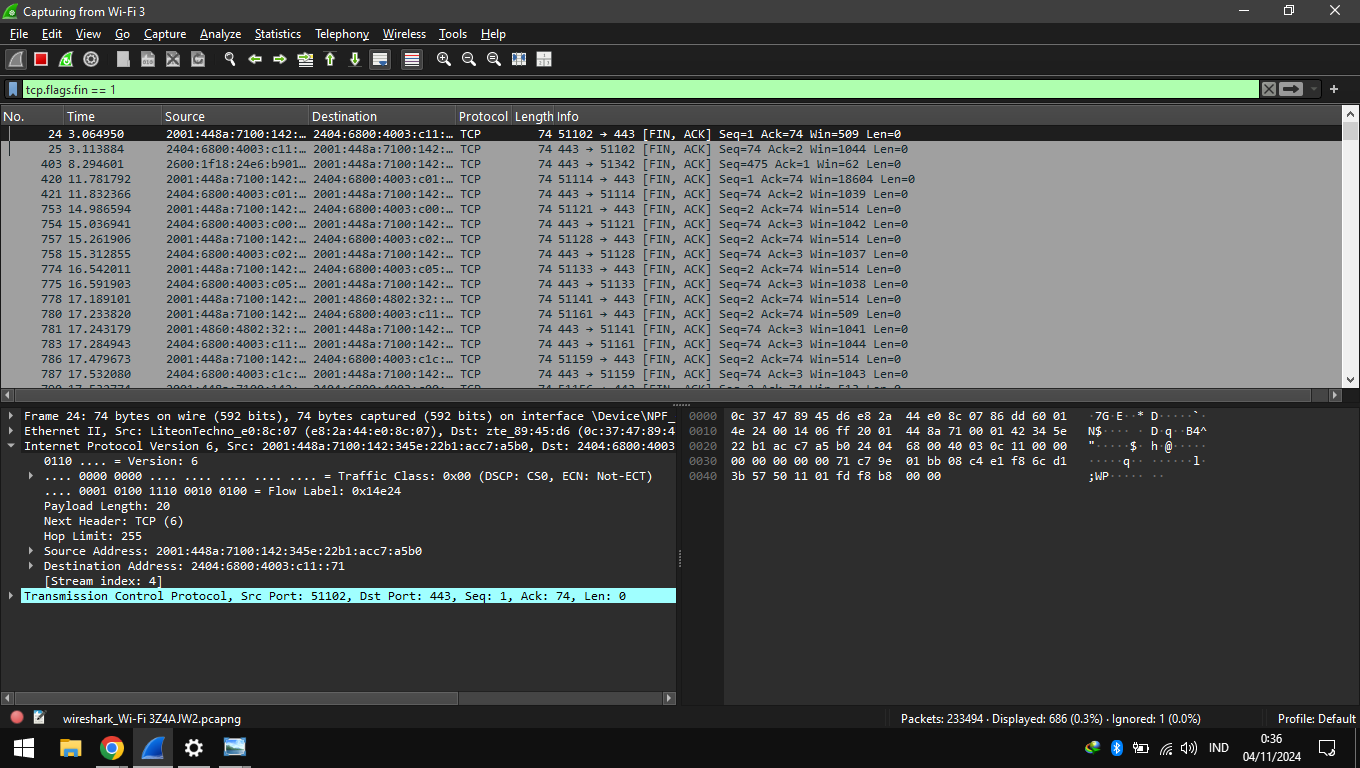 Capturing from Wi-Fi 3
File Edit View Go Capture Analyze Statistics Telephony Wireless Tools Help
tcp.flags.fin == 1
No. Time Source Destination Protocol Length Info
24 3.064950 2001:448a:7100:142:… 2404:6800:4003:c11:… TCP 74 51102 → 443 [FIN, ACK] Seq=1 Ack=74 Win=509 Len=0
25 3.113884 2404:6800:4003:c11:… 2001:448a:7100:142:… TCP 74 443 → 51102 [FIN, ACK] Seq=74 Ack=2 Win=1044 Len=0
403 8.294601 2600:1f18:24e6:b901… 2001:448a:7100:142:… TCP 74 443 → 51342 [FIN, ACK] Seq=475 Ack=1 Win=62 Len=0
420 11.781792 2001:448a:7100:142:… 2404:6800:4003:c01:… TCP 74 51114 → 443 [FIN, ACK] Seq=1 Ack=74 Win=18604 Len=0
421 11.832366 2404:6800:4003:c01:… 2001:448a:7100:142:… TCP 74 443 → 51114 [FIN, ACK] Seq=74 Ack=2 Win=1039 Len=0
753 14.986594 2001:448a:7100:142:… 2404:6800:4003:c00:… TCP 74 51121 → 443 [FIN, ACK] Seq=2 Ack=74 Win=514 Len=0
754 15.036941 2404:6800:4003:c00:… 2001:448a:7100:142:… TCP 74 443 → 51121 [FIN, ACK] Seq=74 Ack=3 Win=1042 Len=0
757 15.261906 2001:448a:7100:142:… 2404:6800:4003:c02:… TCP 74 51128 → 443 [FIN, ACK] Seq=2 Ack=74 Win=514 Len=0
758 15.312855 2404:6800:4003:c02:… 2001:448a:7100:142:… TCP 74 443 → 51128 [FIN, ACK] Seq=74 Ack=3 Win=1037 Len=0
774 16.542011 2001:448a:7100:142:… 2404:6800:4003:c05:… TCP 74 51133 → 443 [FIN, ACK] Seq=2 Ack=74 Win=514 Len=0
775 16.591903 2404:6800:4003:c05:… 2001:448a:7100:142:… TCP 74 443 → 51133 [FIN, ACK] Seq=74 Ack=3 Win=1038 Len=0
778 17.189101 2001:448a:7100:142:… 2001:4860:4802:32::… TCP 74 51141 → 443 [FIN, ACK] Seq=2 Ack=74 Win=514 Len=0
780 17.233820 2001:448a:7100:142:… 2404:6800:4003:c11:… TCP 74 51161 → 443 [FIN, ACK] Seq=2 Ack=74 Win=509 Len=0
781 17.243179 2001:4860:4802:32::… 2001:448a:7100:142:… TCP 74 443 → 51141 [FIN, ACK] Seq=74 Ack=3 Win=1041 Len=0
783 17.284943 2404:6800:4003:c11:… 2001:448a:7100:142:… TCP 74 443 → 51161 [FIN, ACK] Seq=74 Ack=3 Win=1044 Len=0
786 17.479673 2001:448a:7100:142:… 2404:6800:4003:c1c:… TCP 74 51159 → 443 [FIN, ACK] Seq=2 Ack=74 Win=514 Len=0
787 17.532080 2404:6800:4003:c1c:… 2001:448a:7100:142:… TCP 74 443 → 51159 [FIN, ACK] Seq=74 Ack=3 Win=1043 Len=0
Frame 24: 74 bytes on wire (592 bits), 74 bytes captured (592 bits) on interface \Device\NPF_
Ethernet II, Src: LiteonTechno_e0:8c:07 (e8:2a:44:e0:8c:07), Dst: zte_89:45:d6 (0c:37:47:89:4
Internet Protocol Version 6, Src: 2001:448a:7100:142:345e:22b1:acc7:a5b0, Dst: 2404:6800:4003
0110 .... = Version: 6
.... 0000 0000 .... .... .... .... .... = Traffic Class: 0x00 (DSCP: CS0, ECN: Not-ECT)
.... 0001 0100 1110 0010 0100 = Flow Label: 0x14e24
Payload Length: 20
Next Header: TCP (6)
Hop Limit: 255
Source Address: 2001:448a:7100:142:345e:22b1:acc7:a5b0
Destination Address: 2404:6800:4003:c11::71
[Stream index: 4]
Transmission Control Protocol, Src Port: 51102, Dst Port: 443, Seq: 1, Ack: 74, Len: 0
0000 0c 37 47 89 45 d6 e8 2a 44 e0 8c 07 86 dd 60 01 ·7G·E··* D·····`·
0010 4e 24 00 14 06 ff 20 01 44 8a 71 00 01 42 34 5e N$···· · D·q··B4^
0020 22 b1 ac c7 a5 b0 24 04 68 00 40 03 0c 11 00 00 "·····$· h·@·····
0030 00 00 00 00 00 71 c7 9e 01 bb 08 c4 e1 f8 6c d1 ·····q·· ······l·
0040 3b 57 50 11 01 fd f8 b8 00 00 ;WP····· ··
wireshark_Wi-Fi 3Z4AJW2.pcapng
Packets: 233494 · Displayed: 686 (0.3%) · Ignored: 1 (0.0%)
Profile: Default
IND
0:36
04/11/2024